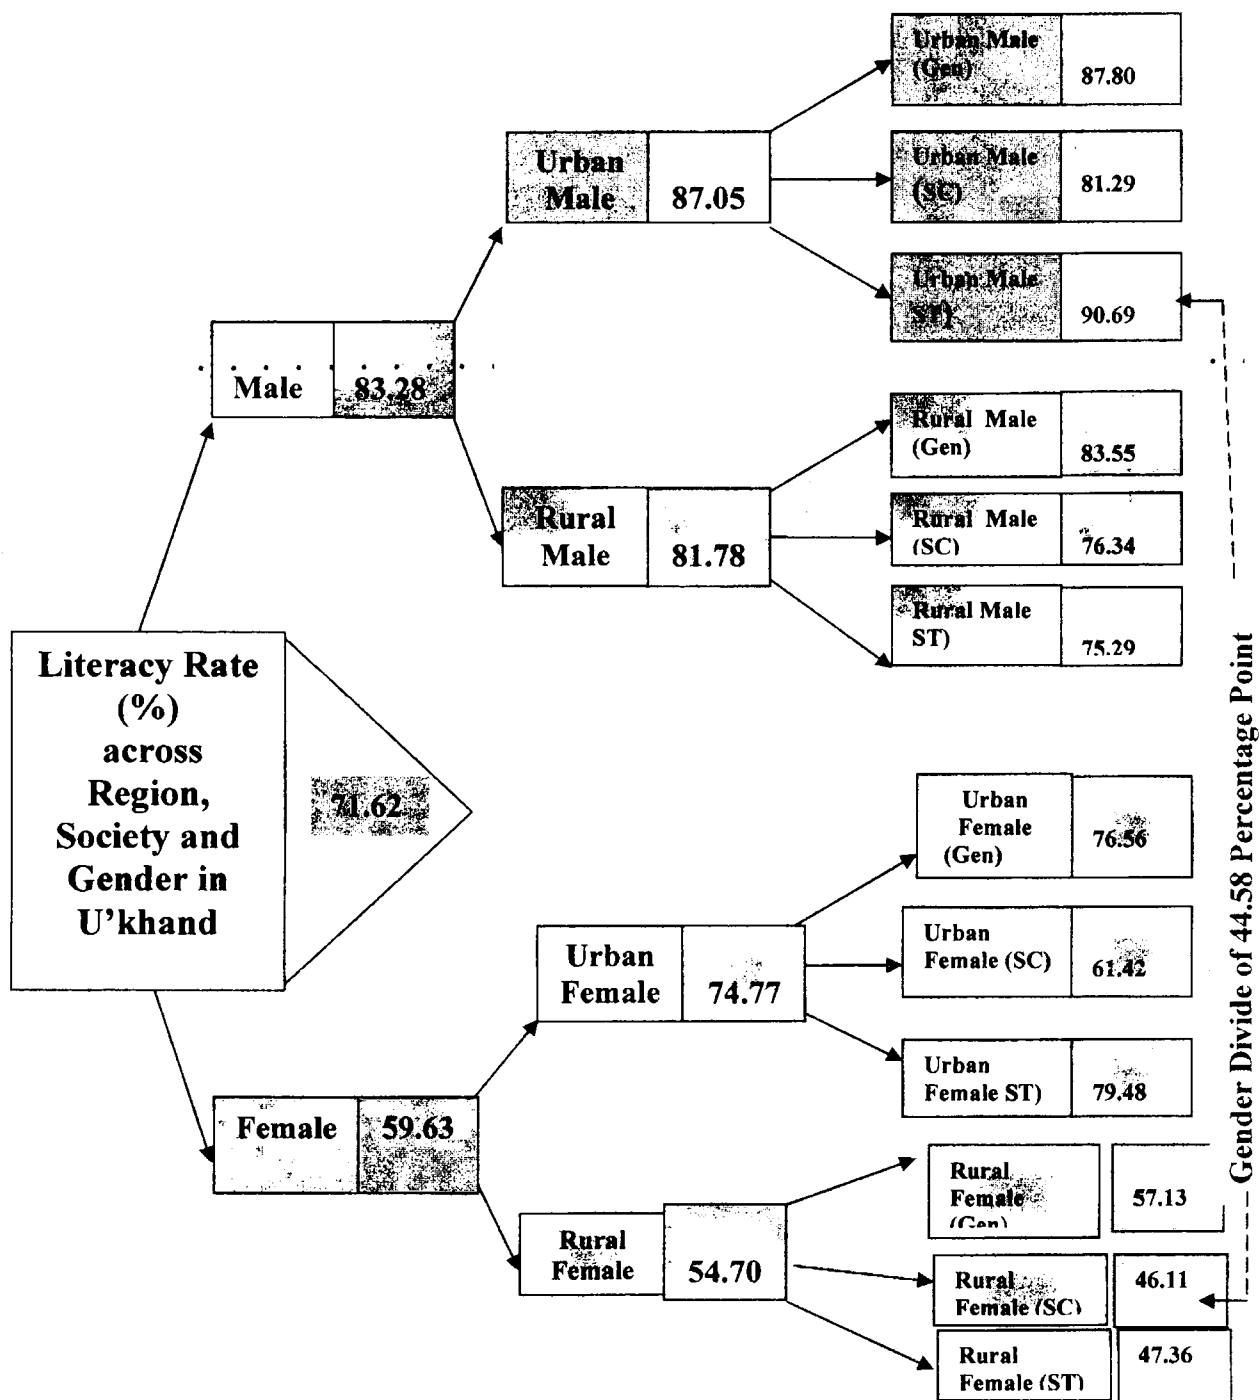 Urban Male
(Gen)
87.80
Urban Male
(SC)
81.29
Urban Male
ST)
90.69
Urban
Male
87.05
Male
83.28
Rural Male
(Gen)
83.55
Rural Male
(SC)
76.34
Rural Male
ST)
75.29
Rural
Male
81.78
Literacy Rate
(%)
across
Region,
Society and
Gender in
U'khand
71.62
Urban
Female
(Gen)
76.56
Urban
Female (SC)
61.42
Urban
Female ST)
79.48
Urban
Female
74.77
Female
59.63
Rural
Female
54.70
Rural
Female
(Gen)
57.13
Rural
Female (SC)
46.11
Rural
Female (ST)
47.36
Gender Divide of 44.58 Percentage Point